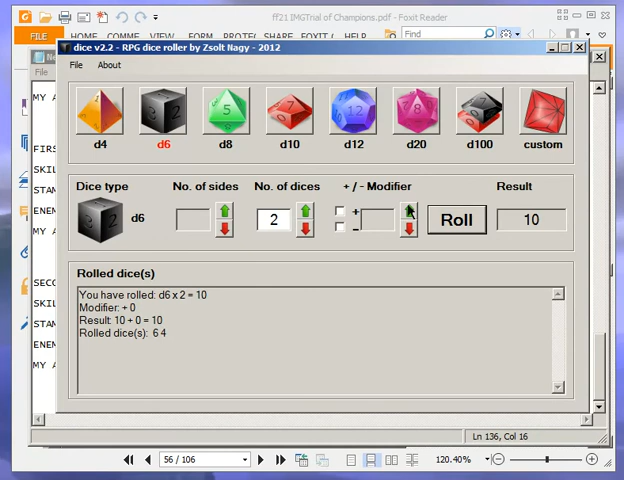 ff21 IMGTrial of Champions.pdf - Foxit Reader
FILE HOME COMME VIEW FORM PROTE SHARE FOXIT Find
dice v2.2 - RPG dice roller by Zsolt Nagy - 2012
File About
File
MY A
d4 d6 d8 d10 d12 d20 d100 custom
FIRS
SKIL
STAM
ENEM
MY A
Dice type No. of sides No. of dices + / - Modifier Result
d6 2 + - Roll 10
SECO
SKIL
STAM
ENEM
MY A
Rolled dice(s)
You have rolled: d6 x 2 = 10
Modifier: + 0
Result: 10 + 0 = 10
Rolled dice(s): 6 4
Ln 136, Col 16
56 / 106 120.40%